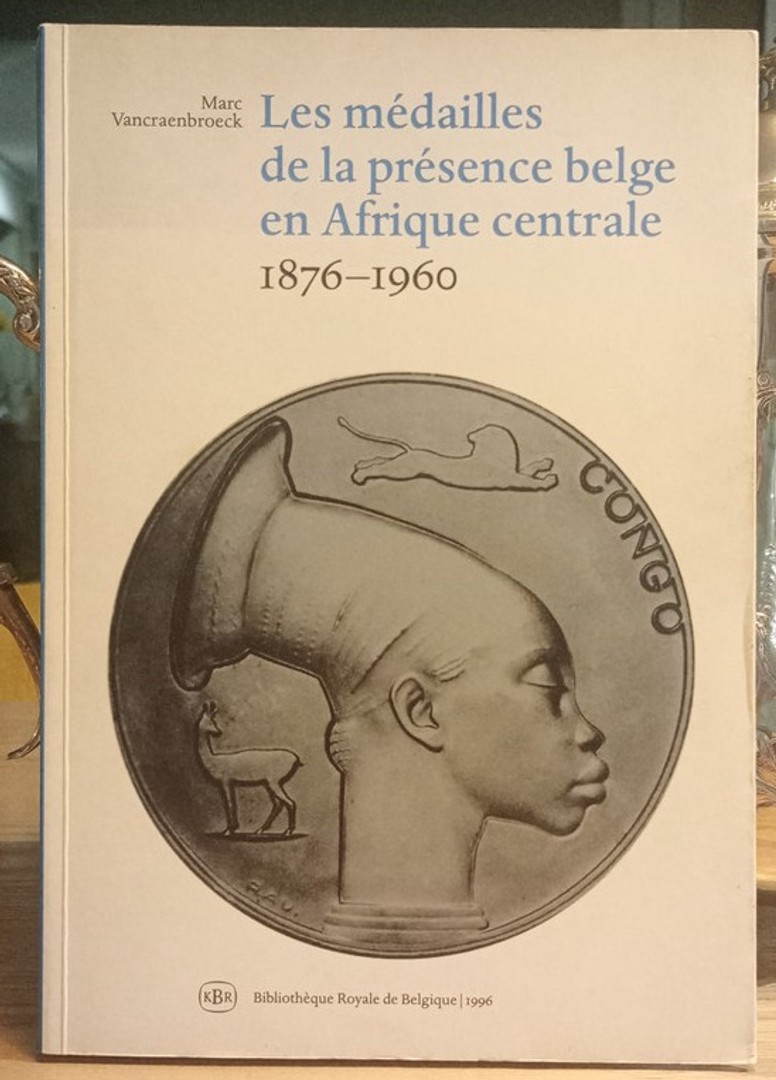 Marc
Vancraenbroeck
Les médailles
de la présence belge
en Afrique centrale
1876–1960
CONGO
RAU.
KBR
Bibliothèque Royale de Belgique | 1996